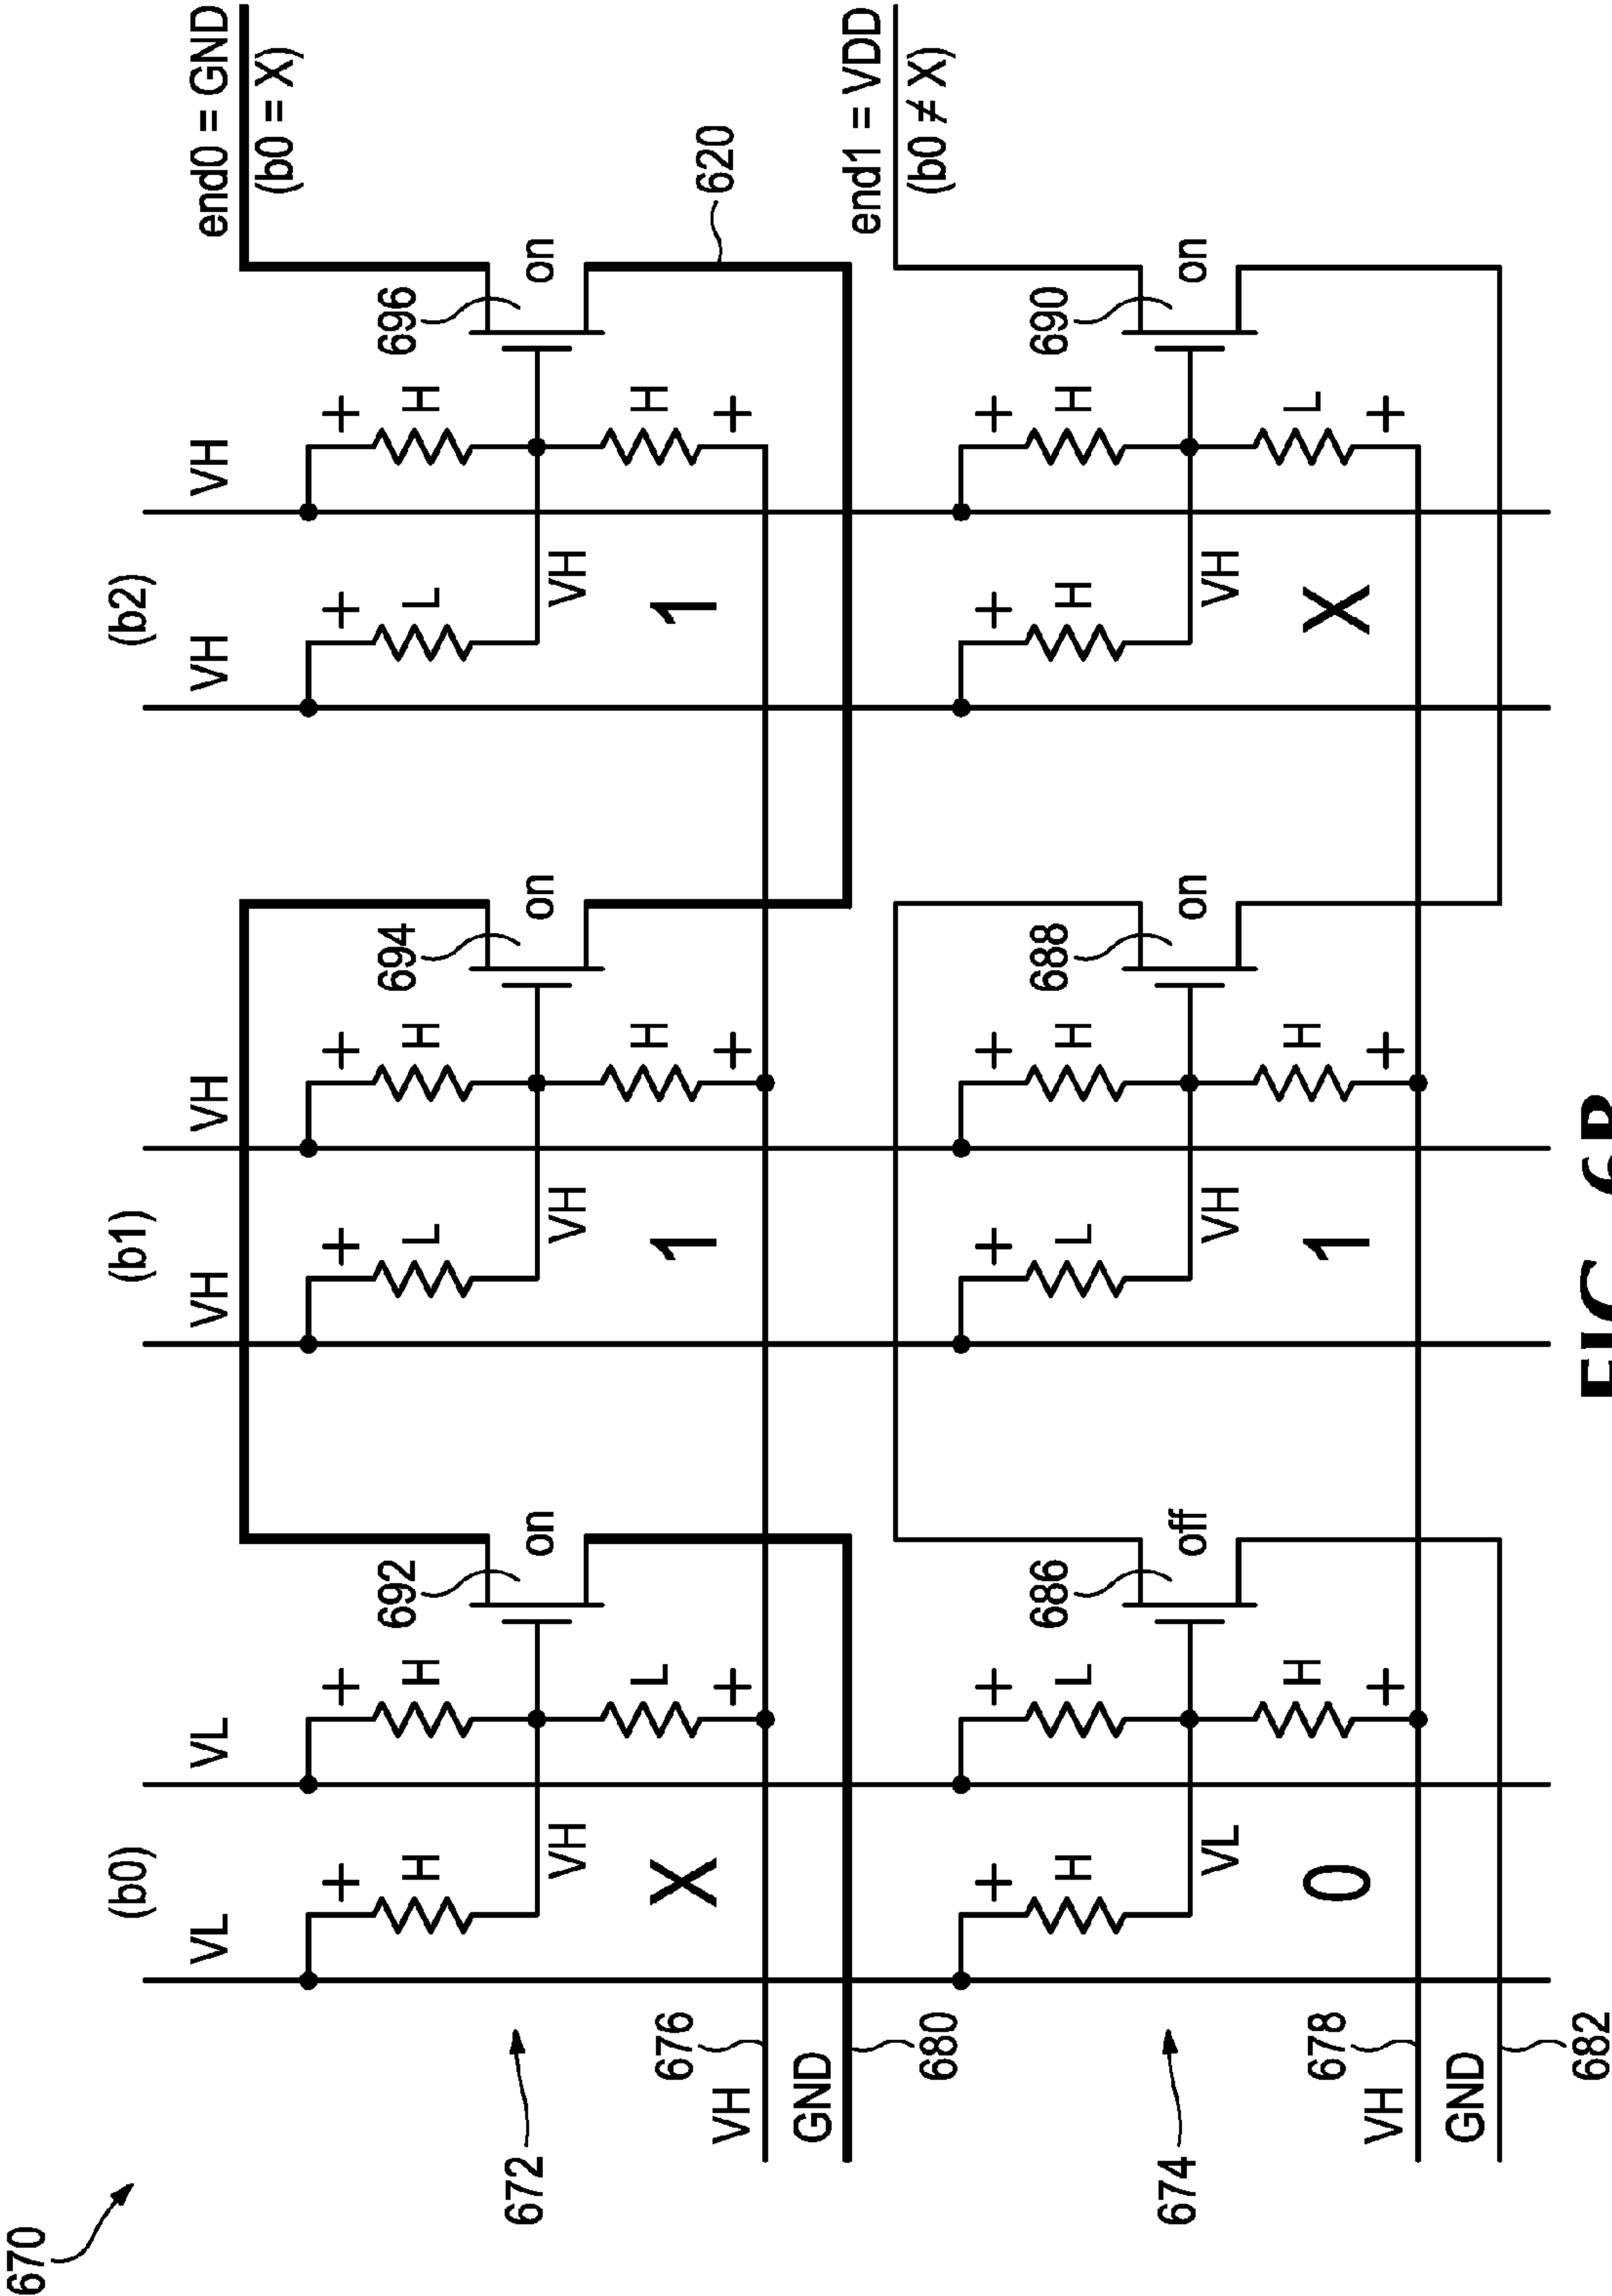 670
(b0) (b1) (b2)
VL VL VH VH VH VH end0 = GND
(b0 = X)
+ + + + + +
692 694 696
H H L H L H
672 on on on
VH VH VH
L H H
676 X 1 1 620
VH + + +
GND
end1 = VDD
680 (b0 ≠ X)
+ + + + + +
686 688 690
H L L H H H
674 off on on
VL VH VH
H H L
678 0 1 X
VH + + +
GND
682